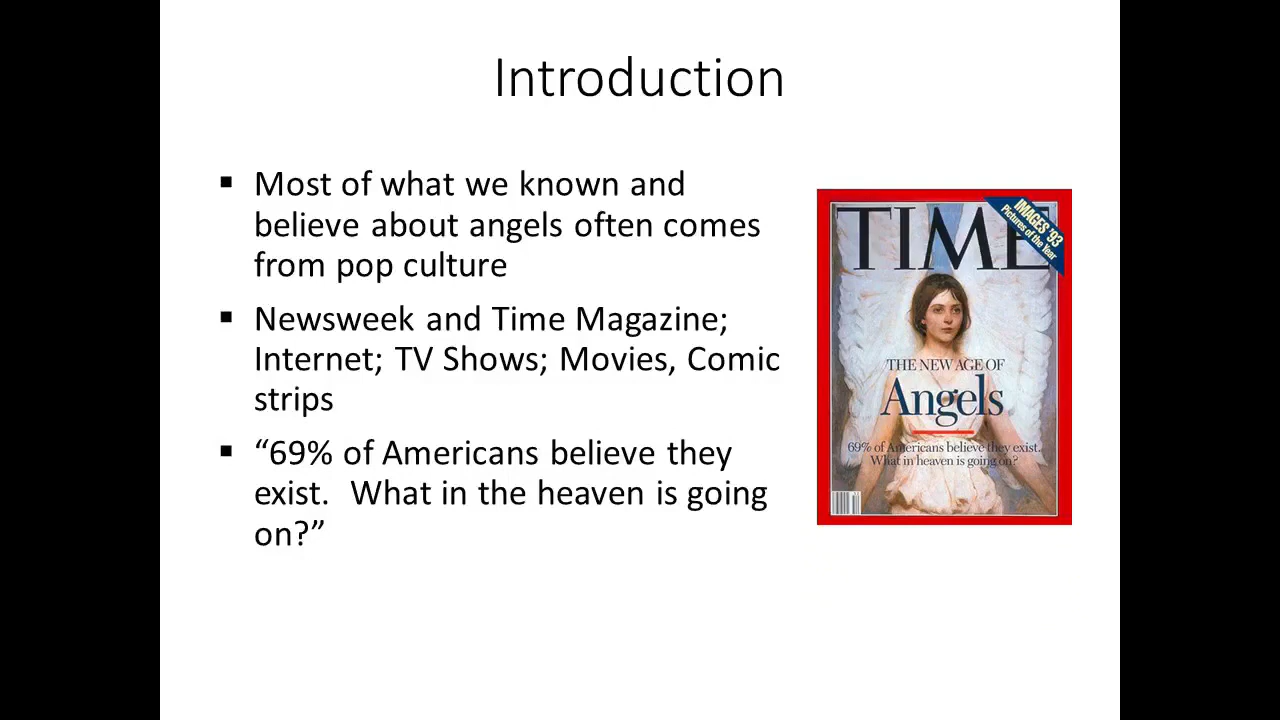 Introduction
▪ Most of what we known and
believe about angels often comes
from pop culture
▪ Newsweek and Time Magazine;
Internet; TV Shows; Movies, Comic
strips
▪ “69% of Americans believe they
exist.  What in the heaven is going
on?”
TIME
IMAGES '93
Pictures of the Year
THE NEW AGE OF
Angels
69% of Americans believe they exist.
What in heaven is going on?